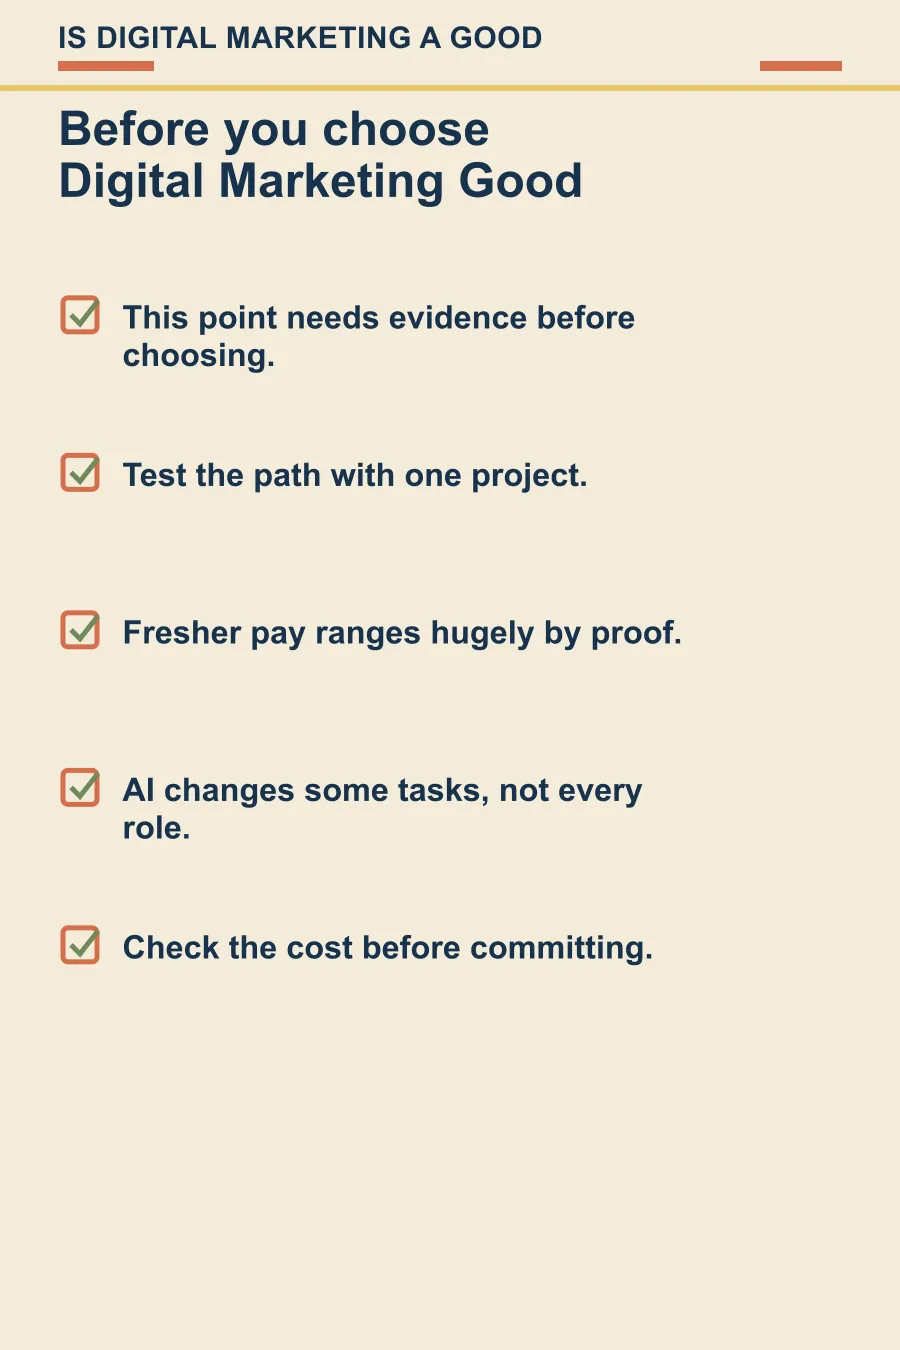 IS DIGITAL MARKETING A GOOD
Before you choose
Digital Marketing Good
This point needs evidence before
choosing.
Test the path with one project.
Fresher pay ranges hugely by proof.
AI changes some tasks, not every
role.
Check the cost before committing.